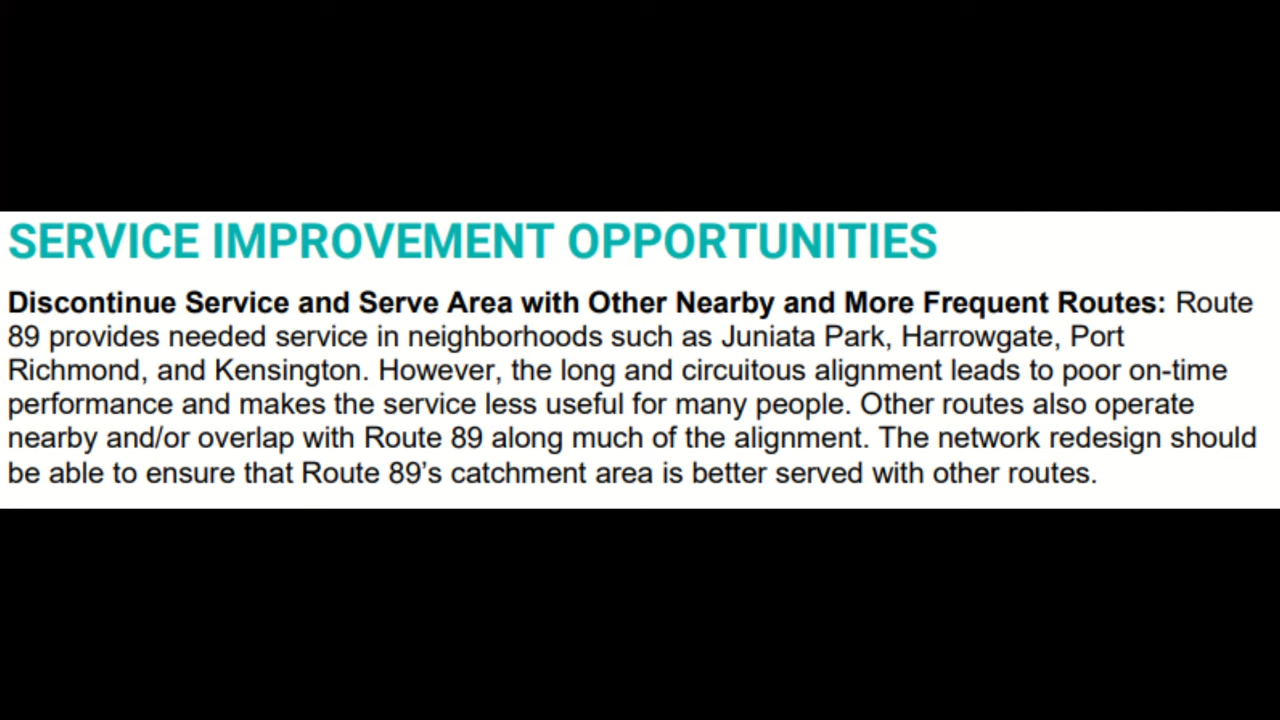 SERVICE IMPROVEMENT OPPORTUNITIES
Discontinue Service and Serve Area with Other Nearby and More Frequent Routes: Route
89 provides needed service in neighborhoods such as Juniata Park, Harrowgate, Port
Richmond, and Kensington. However, the long and circuitous alignment leads to poor on-time
performance and makes the service less useful for many people. Other routes also operate
nearby and/or overlap with Route 89 along much of the alignment. The network redesign should
be able to ensure that Route 89’s catchment area is better served with other routes.